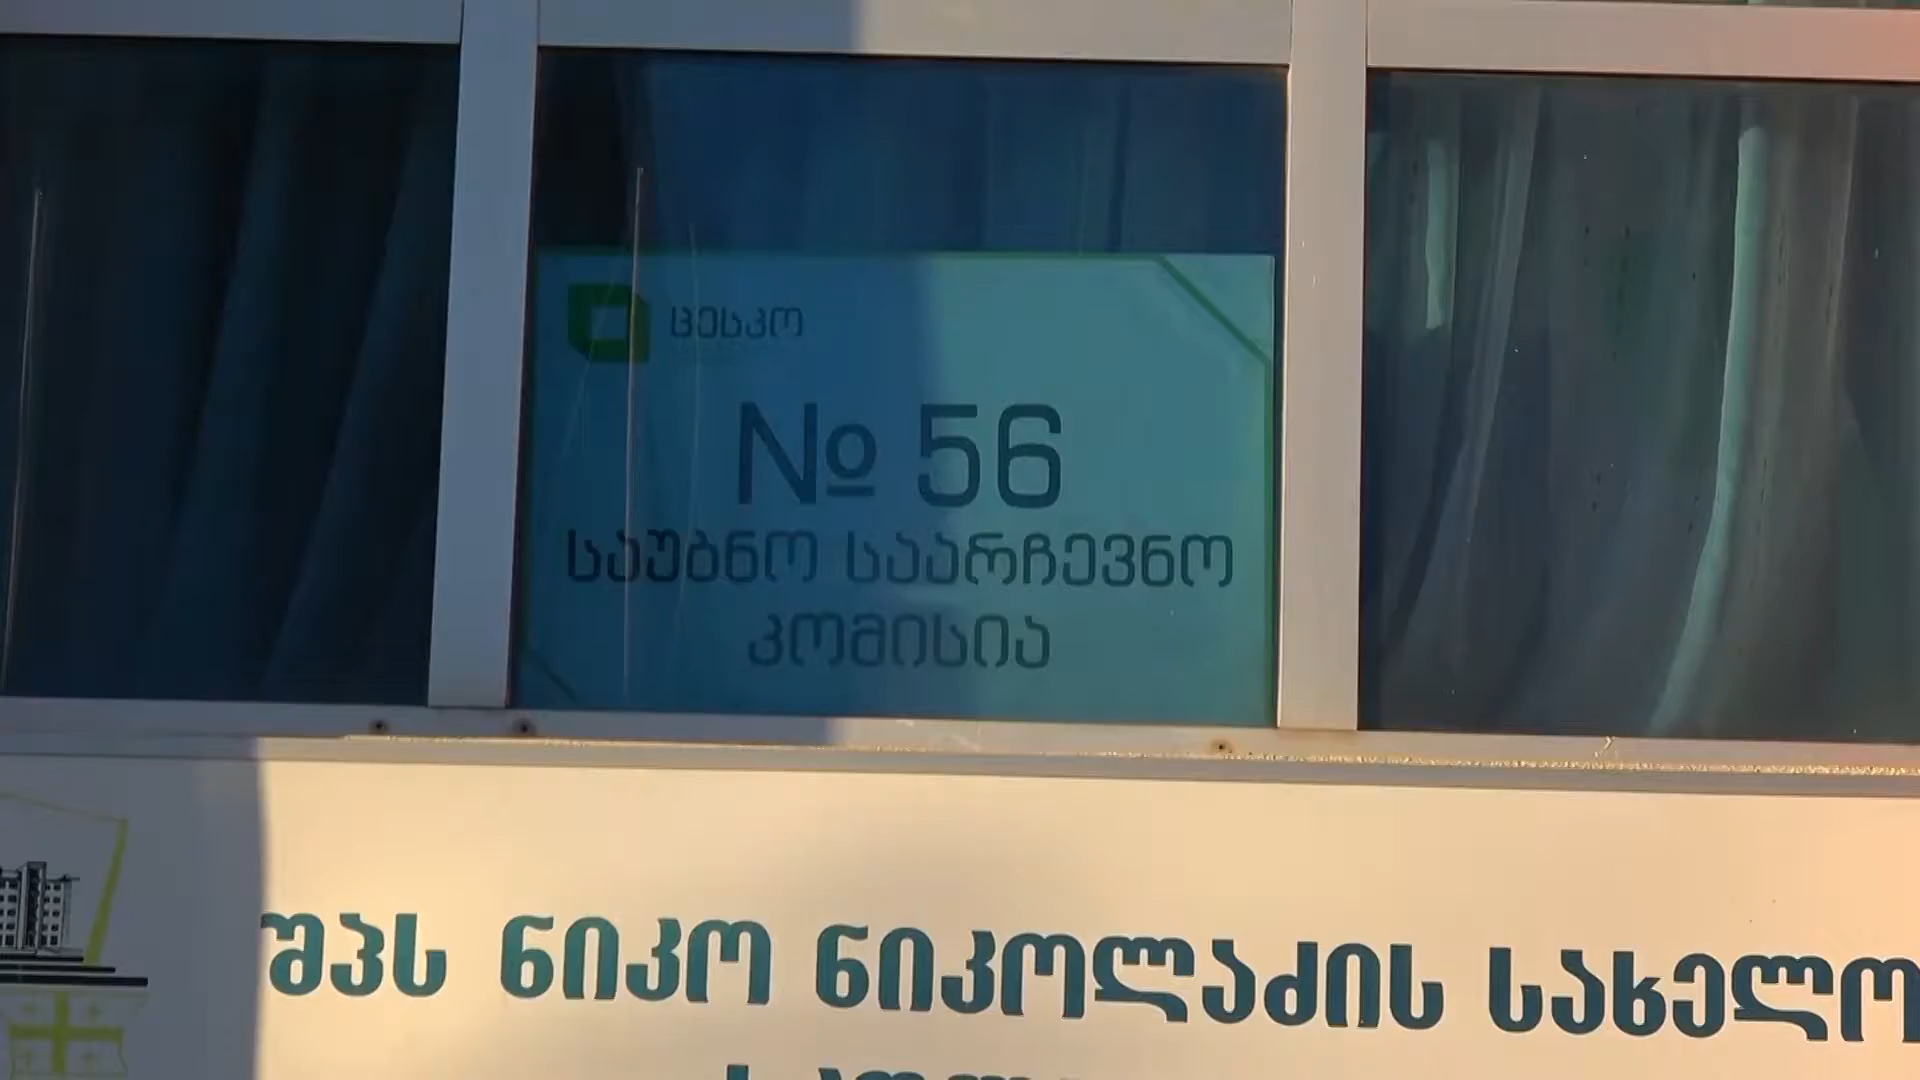 ცესკო
№ 56
საუბნო საარჩევნო
კომისია
შპს ნიკო ნიკოლაძის სახელო